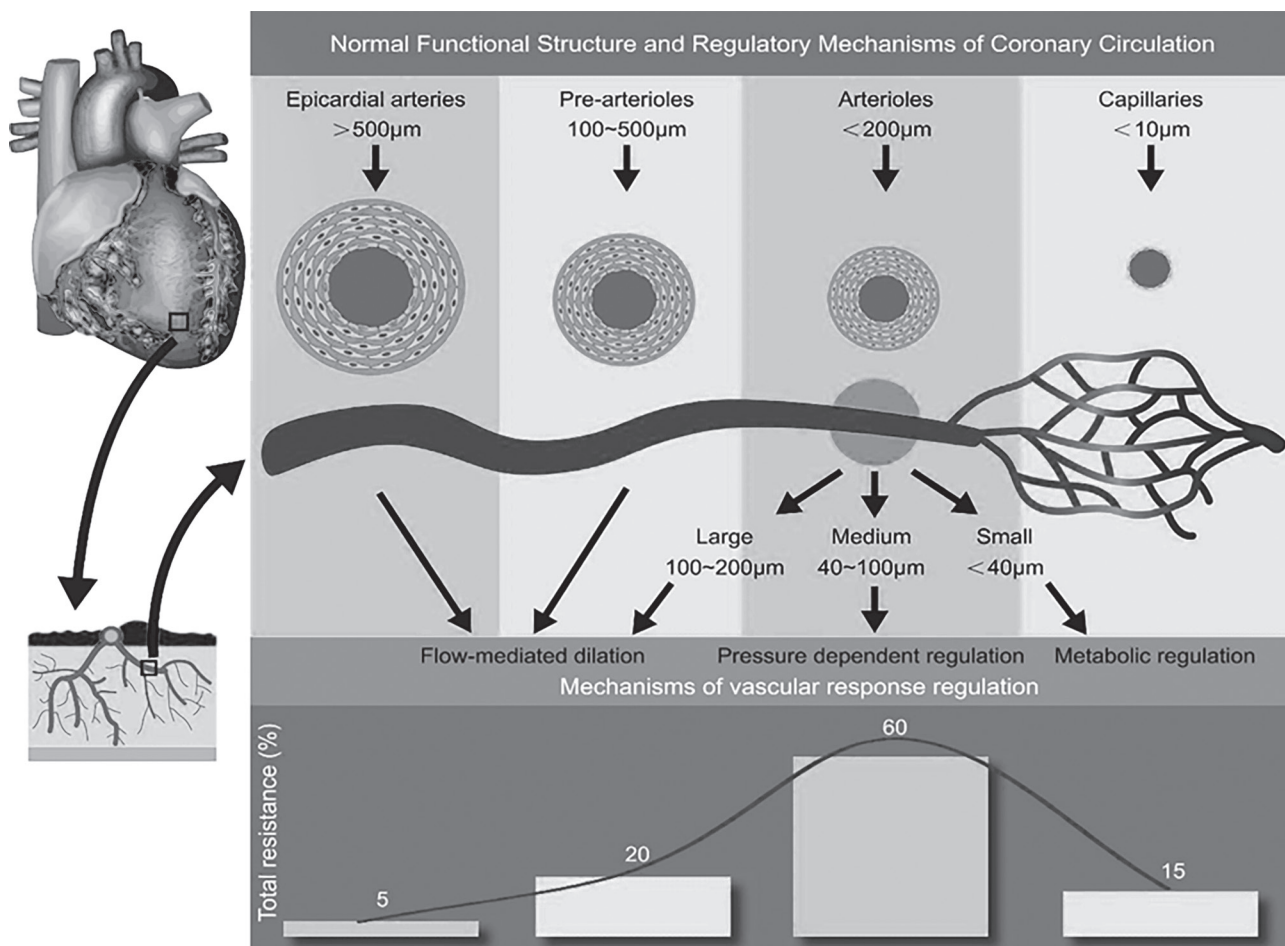 Normal Functional Structure and Regulatory Mechanisms of Coronary Circulation
Epicardial arteries
>500μm
Pre-arterioles
100~500μm
Arterioles
<200μm
Capillaries
<10μm
Large
100~200μm
Medium
40~100μm
Small
<40μm
Flow-mediated dilation
Pressure dependent regulation
Metabolic regulation
Mechanisms of vascular response regulation
Total resistance (%)
5
20
60
15